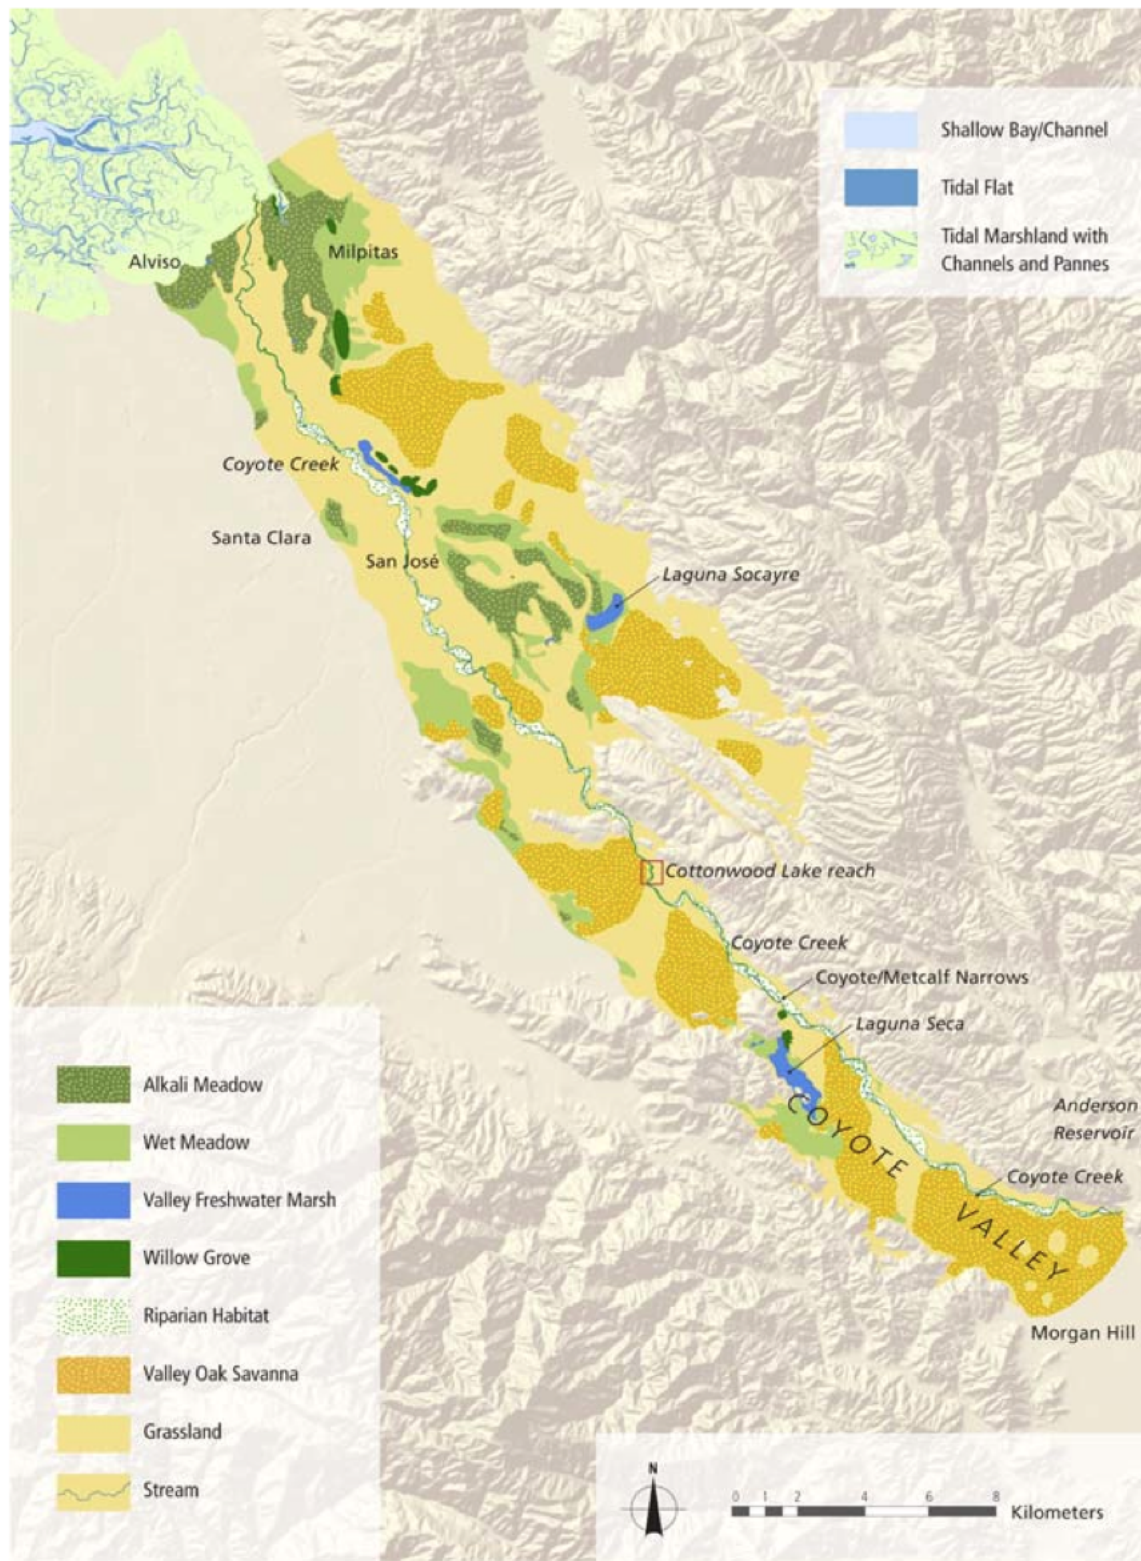 Shallow Bay/Channel
Tidal Flat
Tidal Marshland with
Channels and Pannes
Milpitas
Alviso
Coyote Creek
Santa Clara
San José
Laguna Socayre
Cottonwood Lake reach
Coyote Creek
Coyote/Metcalf Narrows
Laguna Seca
COYOTE
VALLEY
Anderson
Reservoir
Coyote Creek
Morgan Hill
Alkali Meadow
Wet Meadow
Valley Freshwater Marsh
Willow Grove
Riparian Habitat
Valley Oak Savanna
Grassland
Stream
N
0 1 2 4 6 8
Kilometers